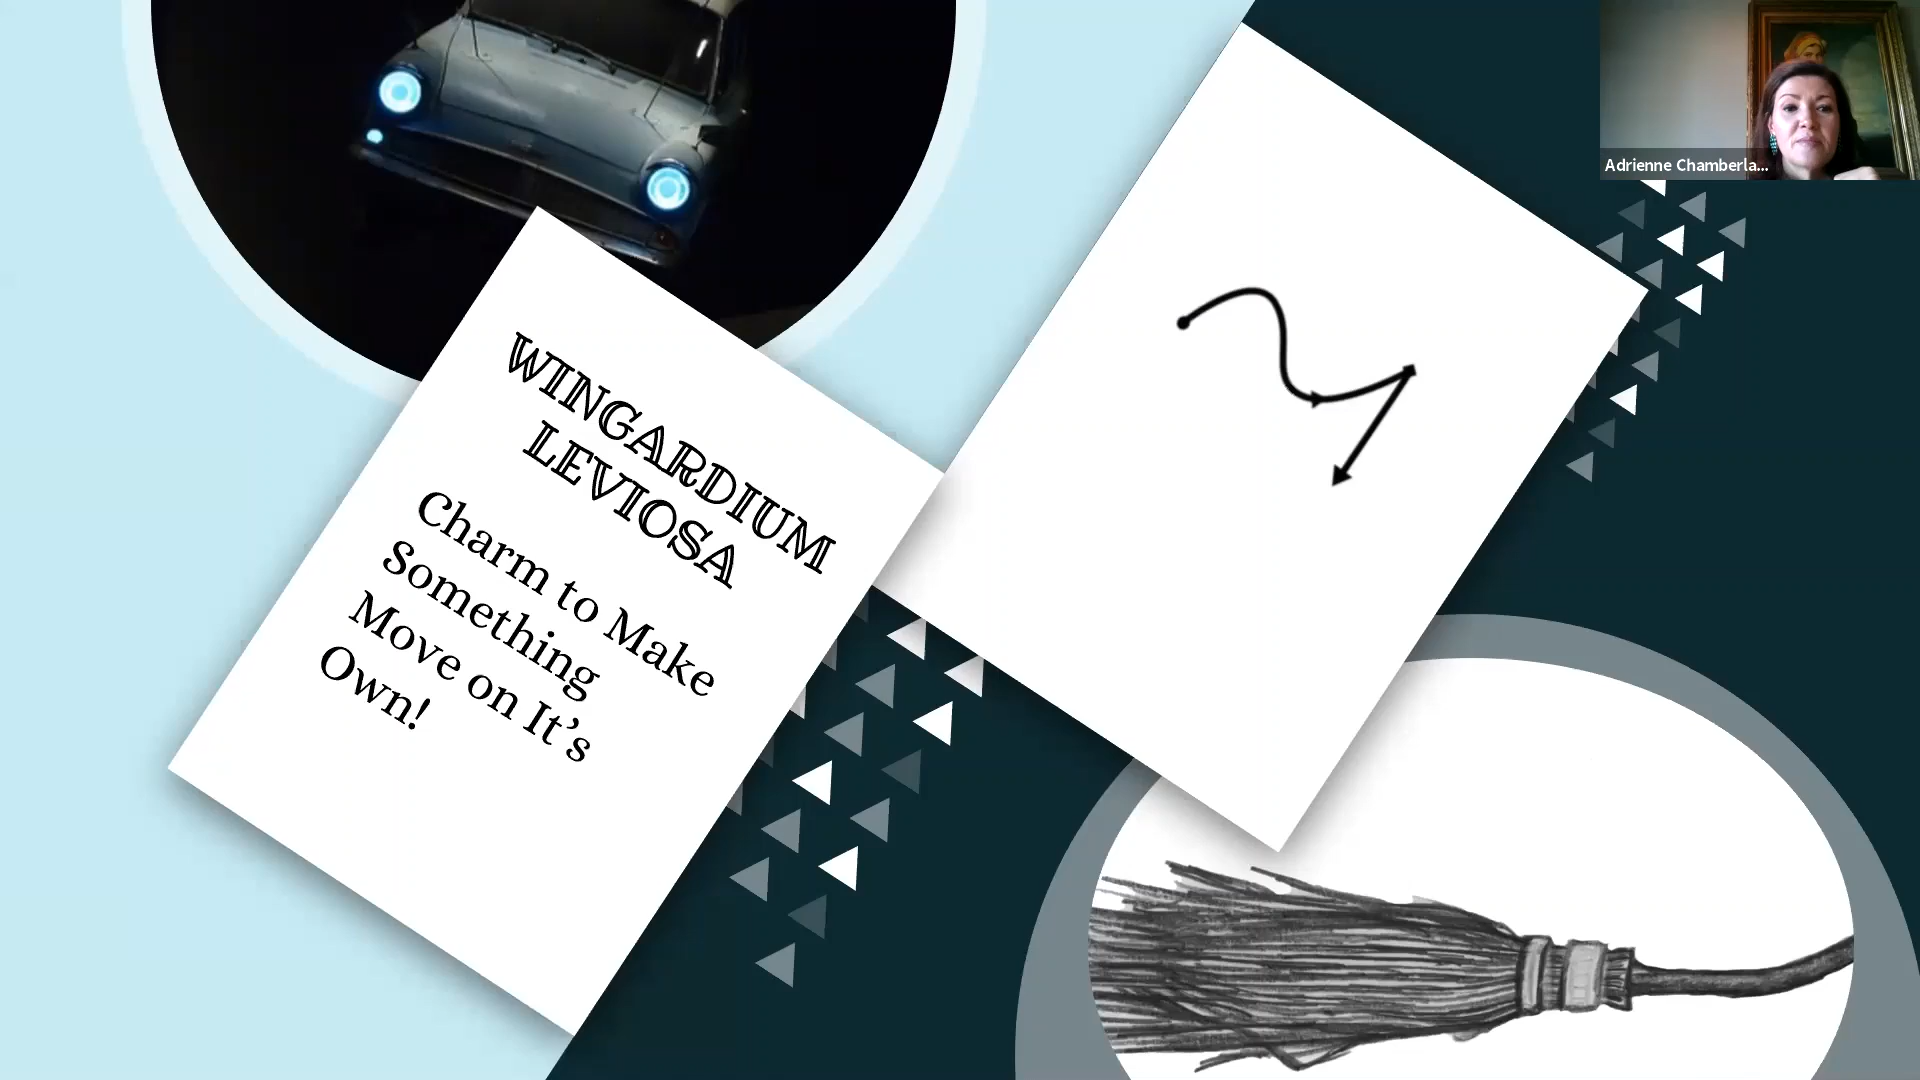 WINGARDIUM
LEVIOSA
Charm to Make
Something
Move on It’s
Own!
Adrienne Chamberla...